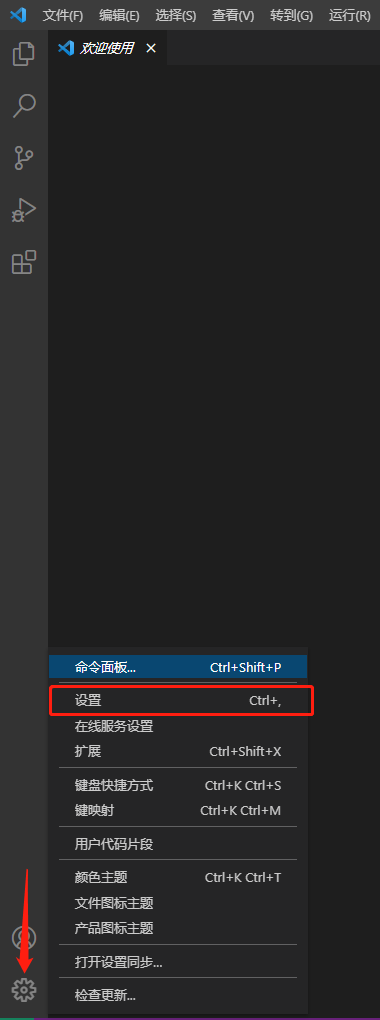 文件(F) 编辑(E) 选择(S) 查看(V) 转到(G) 运行(R)
欢迎使用
命令面板... Ctrl+Shift+P
设置 Ctrl+,
在线服务设置
扩展 Ctrl+Shift+X
键盘快捷方式 Ctrl+K Ctrl+S
键映射 Ctrl+K Ctrl+M
用户代码片段
颜色主题 Ctrl+K Ctrl+T
文件图标主题
产品图标主题
打开设置同步...
检查更新...